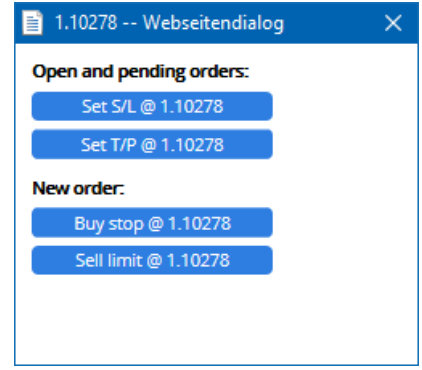 1.10278 -- Webseitendialog
Open and pending orders:
Set S/L @ 1.10278
Set T/P @ 1.10278
New order:
Buy stop @ 1.10278
Sell limit @ 1.10278